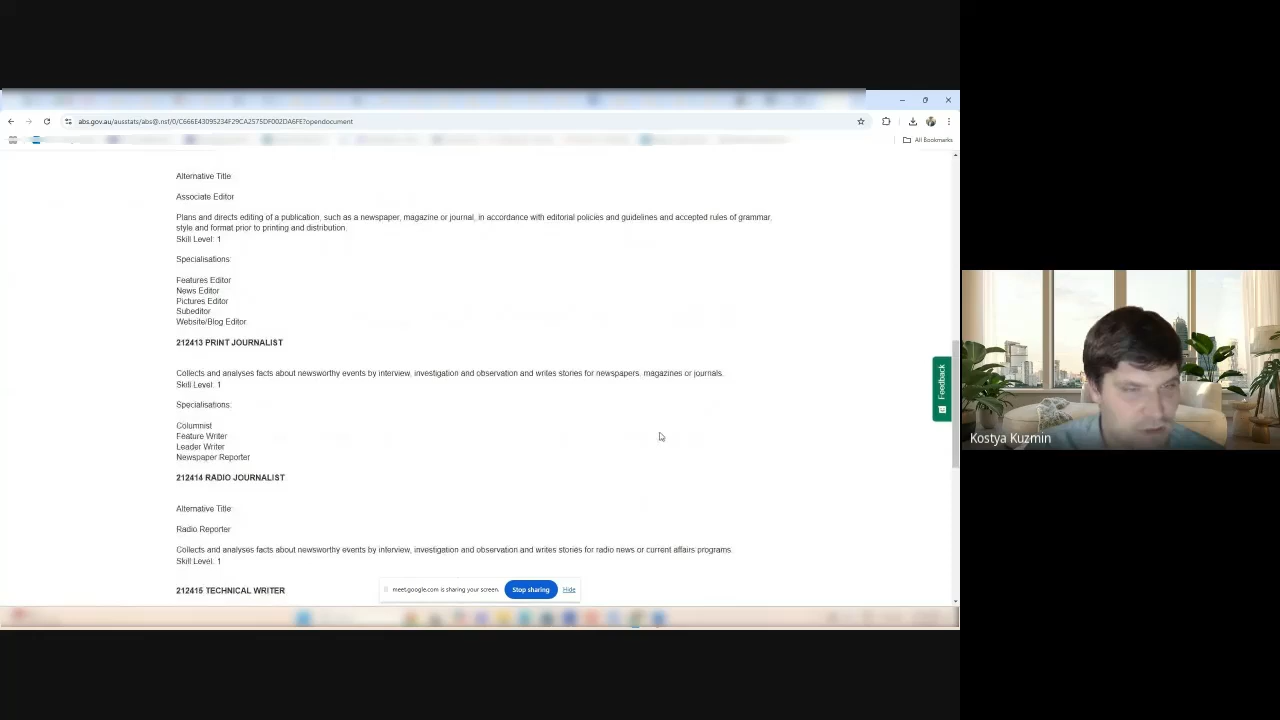 abs.gov.au/ausstats/abs@.nsf/0/C666E43095234F29CA2575DF002DA6FE?opendocument
All Bookmarks
Alternative Title
Associate Editor
Plans and directs editing of a publication, such as a newspaper, magazine or journal, in accordance with editorial policies and guidelines and accepted rules of grammar,
style and format prior to printing and distribution.
Skill Level: 1
Specialisations:
Features Editor
News Editor
Pictures Editor
Subeditor
Website/Blog Editor
212413 PRINT JOURNALIST
Collects and analyses facts about newsworthy events by interview, investigation and observation and writes stories for newspapers, magazines or journals.
Skill Level: 1
Specialisations:
Columnist
Feature Writer
Leader Writer
Newspaper Reporter
212414 RADIO JOURNALIST
Alternative Title
Radio Reporter
Collects and analyses facts about newsworthy events by interview, investigation and observation and writes stories for radio news or current affairs programs.
Skill Level: 1
212415 TECHNICAL WRITER
meet.google.com is sharing your screen.
Stop sharing
Hide
Feedback
Kostya Kuzmin